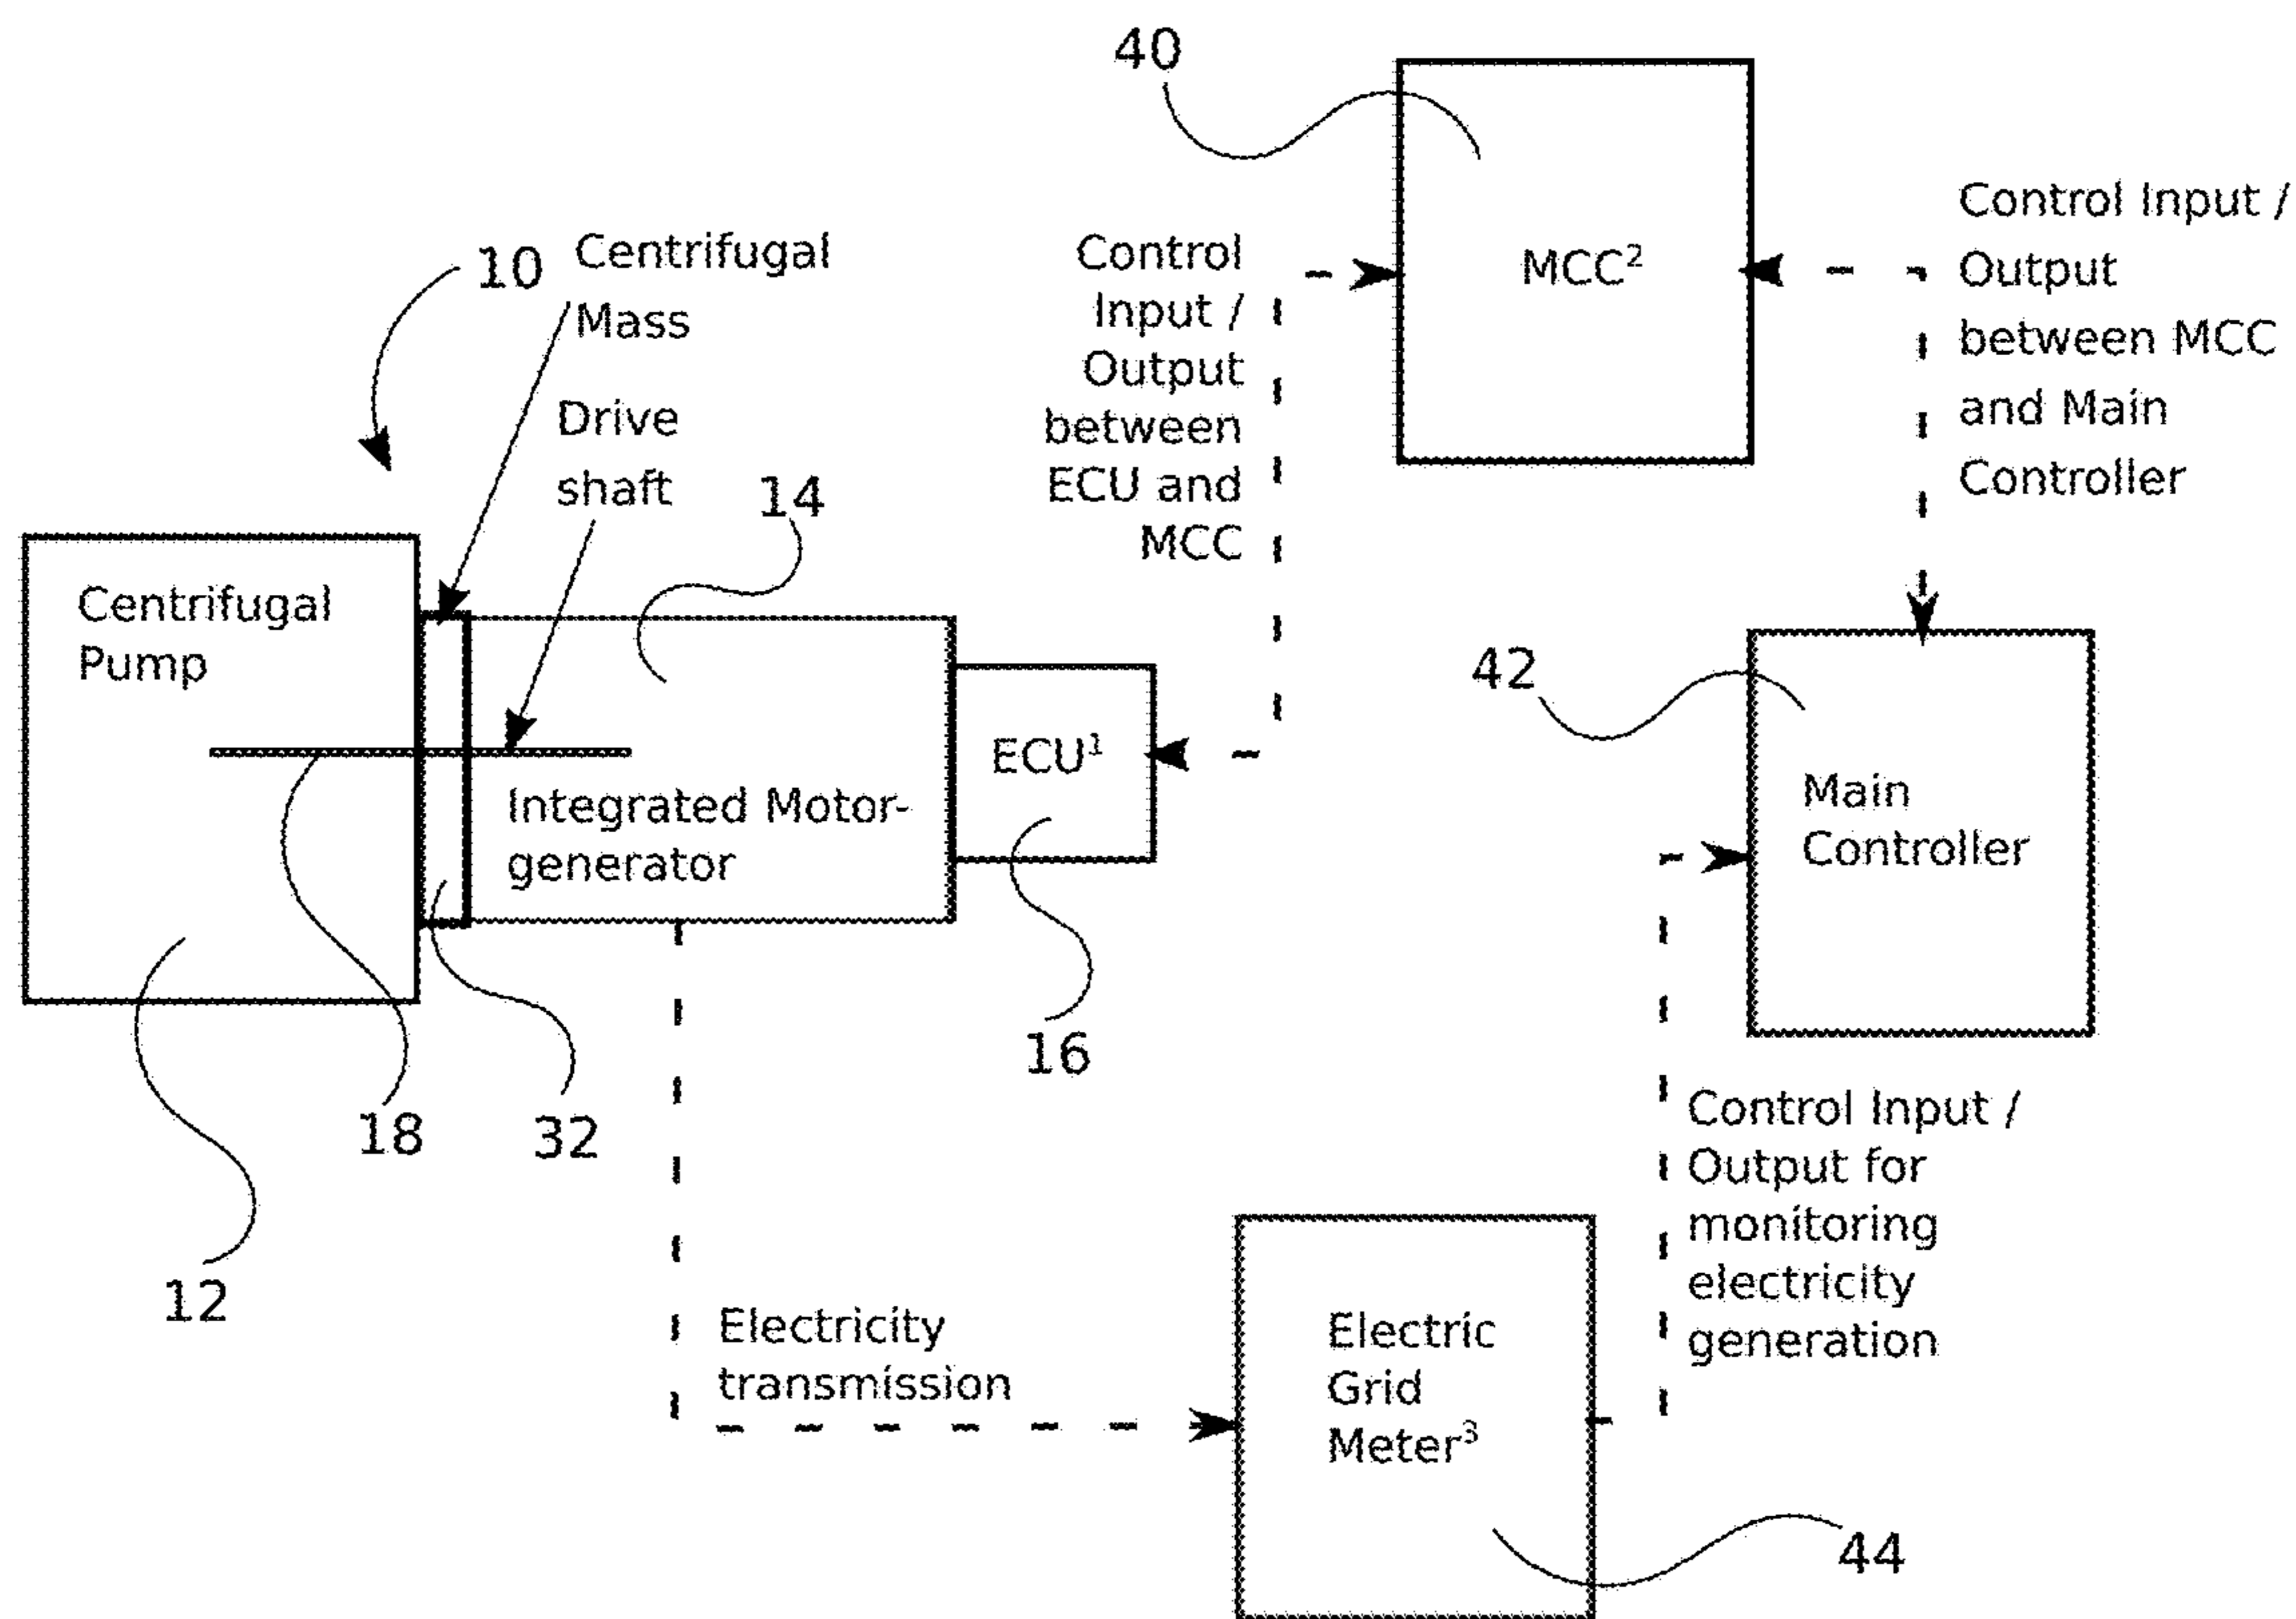 40
Control Input /
Output
between MCC
and Main
Controller
MCC²
Control
Input /
Output
between
ECU and
MCC
10
Centrifugal
Mass
Drive
shaft
14
Centrifugal
Pump
Integrated Motor-
generator
ECU¹
42
Main
Controller
16
18
32
12
Control Input /
Output for
monitoring
electricity
generation
Electricity
transmission
Electric
Grid
Meter³
44